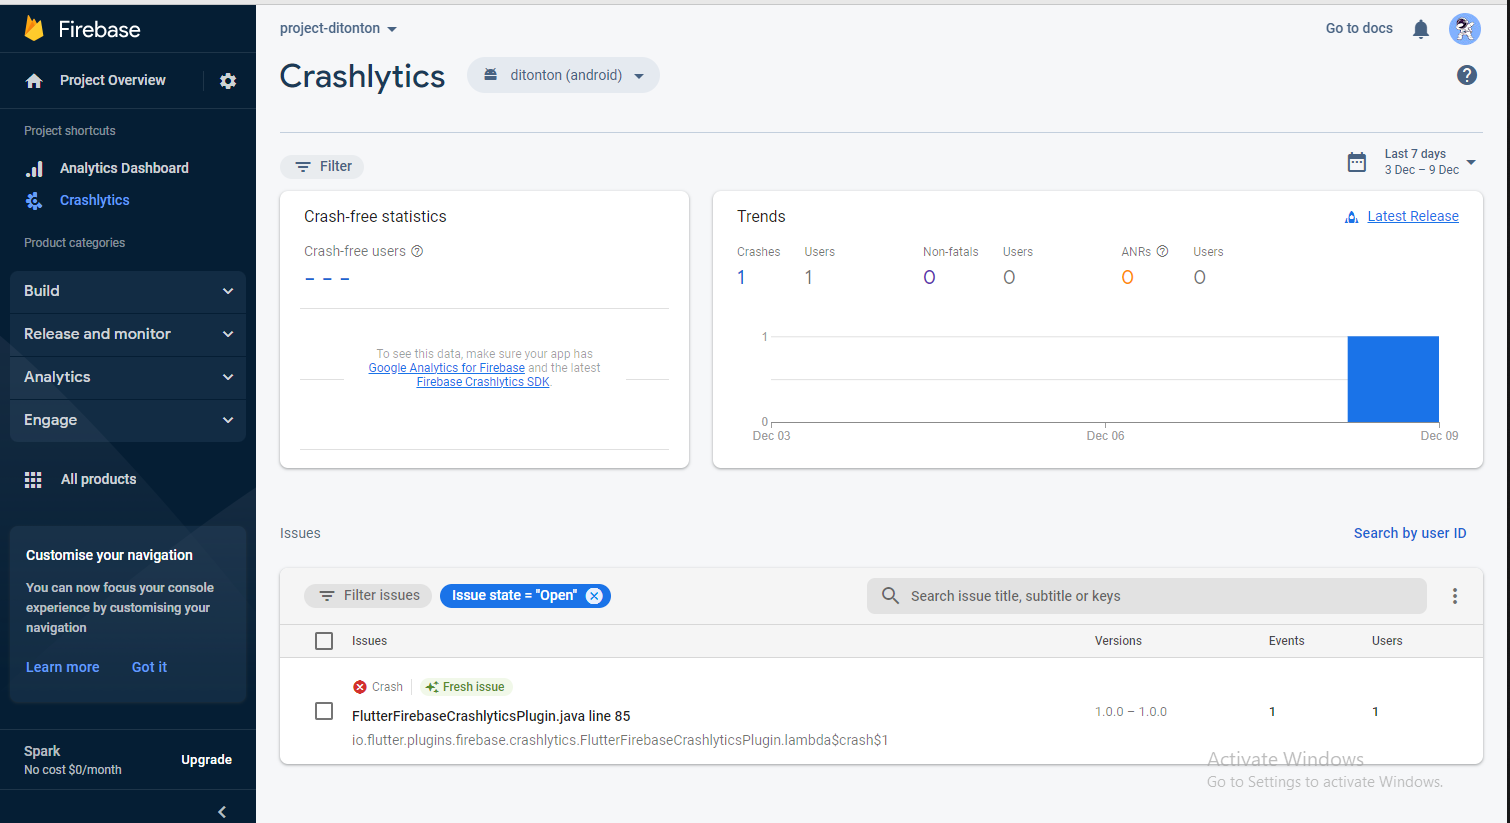 Firebase
Project Overview
Project shortcuts
Analytics Dashboard
Crashlytics
Product categories
Build
Release and monitor
Analytics
Engage
All products
Customise your navigation
You can now focus your console
experience by customising your
navigation
Learn more Got it
Spark
No cost $0/month
Upgrade
project-ditonton
Go to docs
Crashlytics
ditonton (android)
Filter
Last 7 days
3 Dec – 9 Dec
Crash-free statistics
Crash-free users
– – –
To see this data, make sure your app has
Google Analytics for Firebase and the latest
Firebase Crashlytics SDK.
Trends
Latest Release
Crashes Users Non-fatals Users ANRs Users
1 1 0 0 0 0
1
0
Dec 03 Dec 06 Dec 09
Issues
Search by user ID
Filter issues
Issue state = "Open"
Search issue title, subtitle or keys
Issues Versions Events Users
Crash Fresh issue
FlutterFirebaseCrashlyticsPlugin.java line 85
io.flutter.plugins.firebase.crashlytics.FlutterFirebaseCrashlyticsPlugin.lambda$crash$1
1.0.0 – 1.0.0 1 1
Activate Windows
Go to Settings to activate Windows.